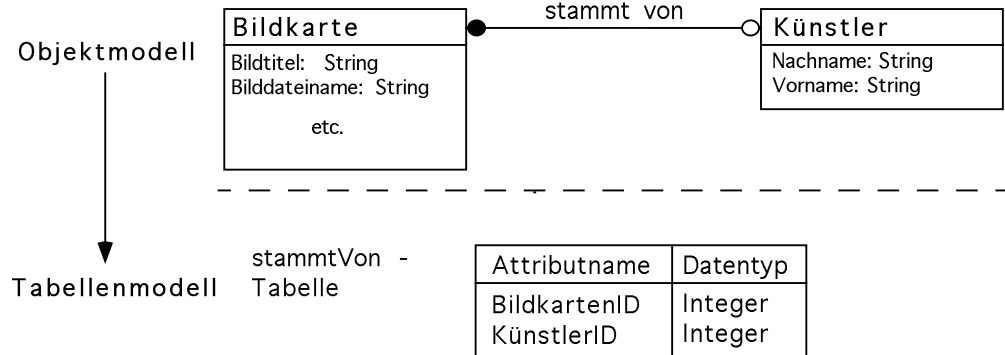 stammt von
Bildkarte
Künstler
Objektmodell
Bildtitel: String
Bilddateiname: String
etc.
Nachname: String
Vorname: String
stammtVon -
Tabelle
Tabellenmodell
Attributname Datentyp
BildkartenID Integer
KünstlerID Integer